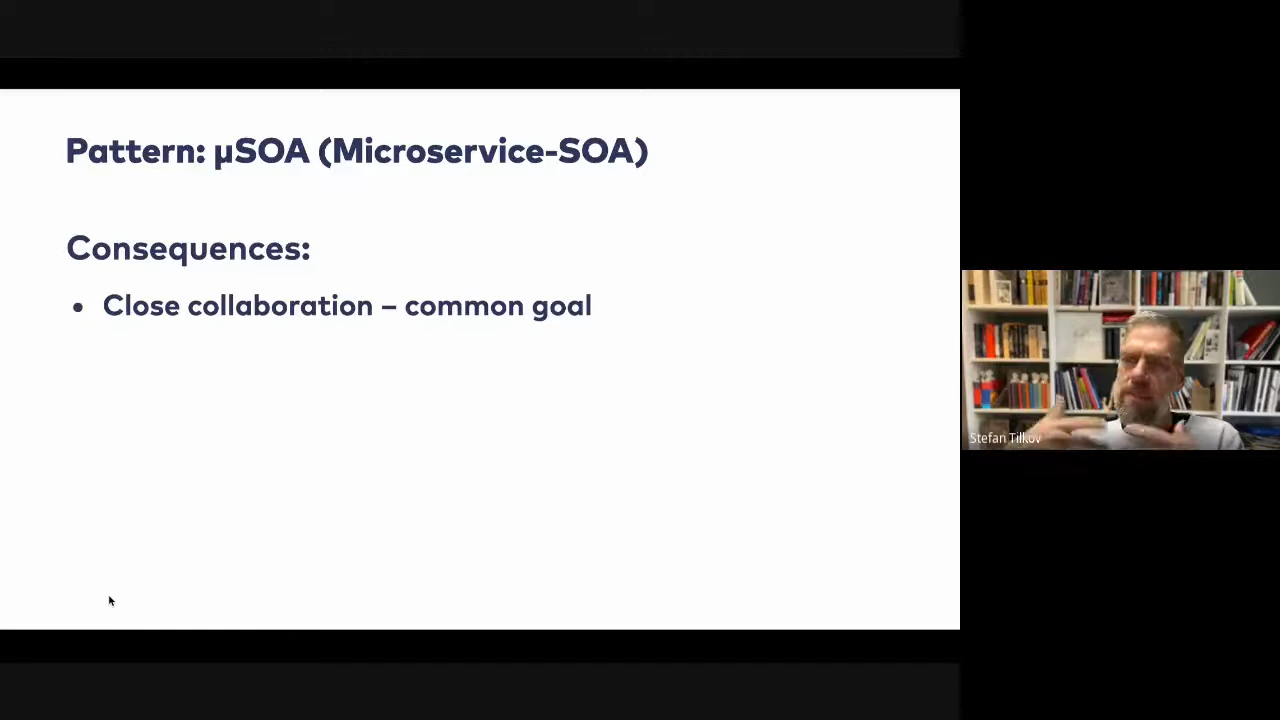 Pattern: µSOA (Microservice-SOA)
Consequences:
• Close collaboration – common goal
Stefan Tilkov